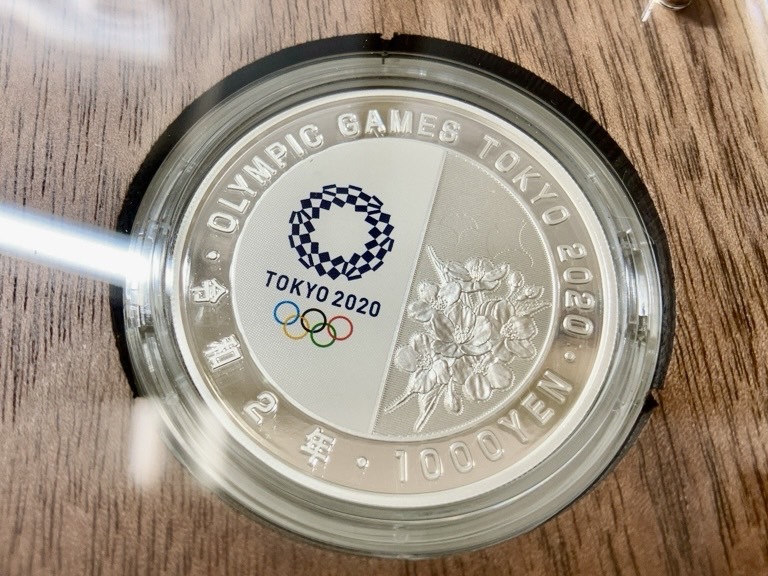 OLYMPIC GAMES TOKYO 2020
1000YEN
令和2年
TOKYO 2020